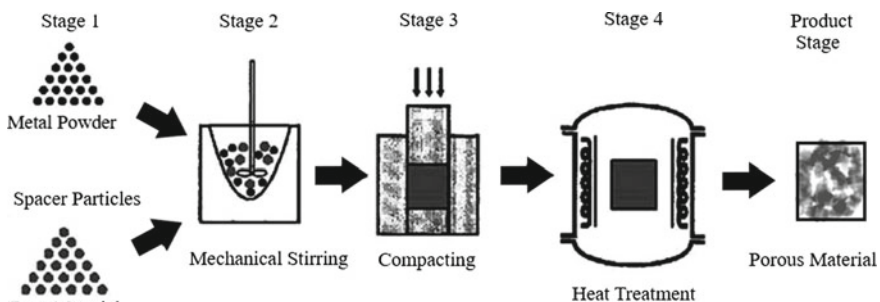 Stage 1
Stage 2
Stage 3
Stage 4
Product
Stage
Metal Powder
Spacer Particles
Mechanical Stirring
Compacting
Heat Treatment
Porous Material